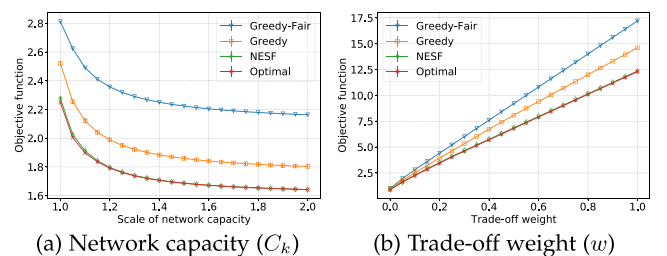 Objective function
2.8
2.6
2.4
2.2
2.0
1.8
1.6
Greedy-Fair
Greedy
NESF
Optimal
1.0 1.2 1.4 1.6 1.8 2.0
Scale of network capacity
(a) Network capacity (C_k)
Objective function
17.5
15.0
12.5
10.0
7.5
5.0
2.5
Greedy-Fair
Greedy
NESF
Optimal
0.0 0.2 0.4 0.6 0.8 1.0
Trade-off weight
(b) Trade-off weight (w)